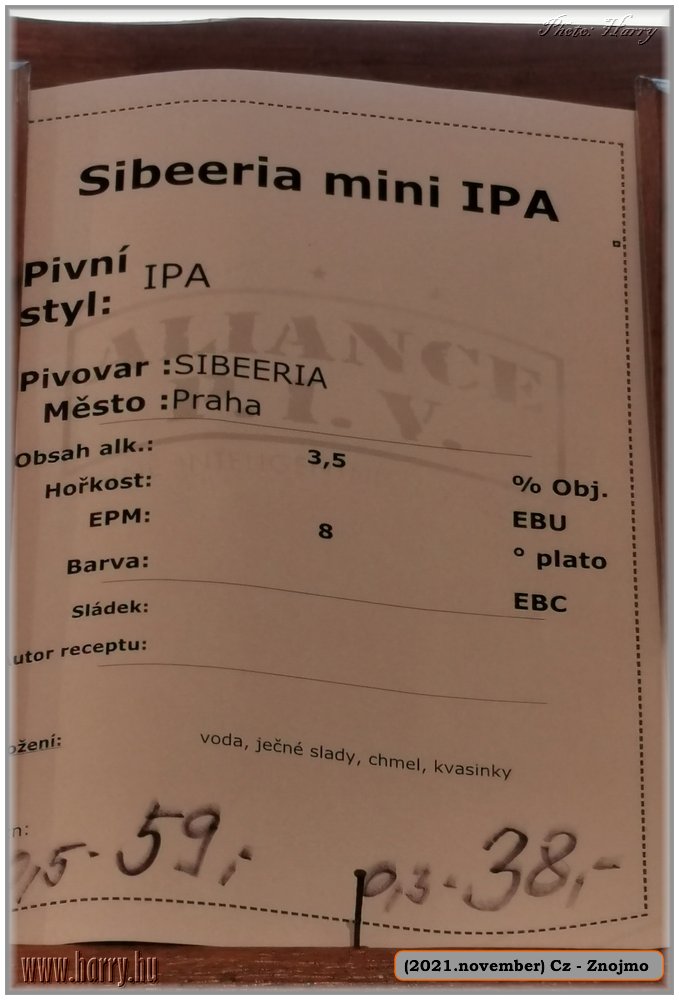 Photo: Harry
Sibeeria mini IPA
Pivní
styl: IPA
ALIANCE
P.I.V.
Pivovar :SIBEERIA
Město :Praha
Obsah alk.: 3,5 % Obj.
Hořkost: EBU
EPM: 8 ° plato
Barva: EBC
Sládek:
utor receptu:
ožení: voda, ječné slady, chmel, kvasinky
n:
0,5- 59,- 0,3- 38,-
www.harry.hu
(2021.november) Cz - Znojmo